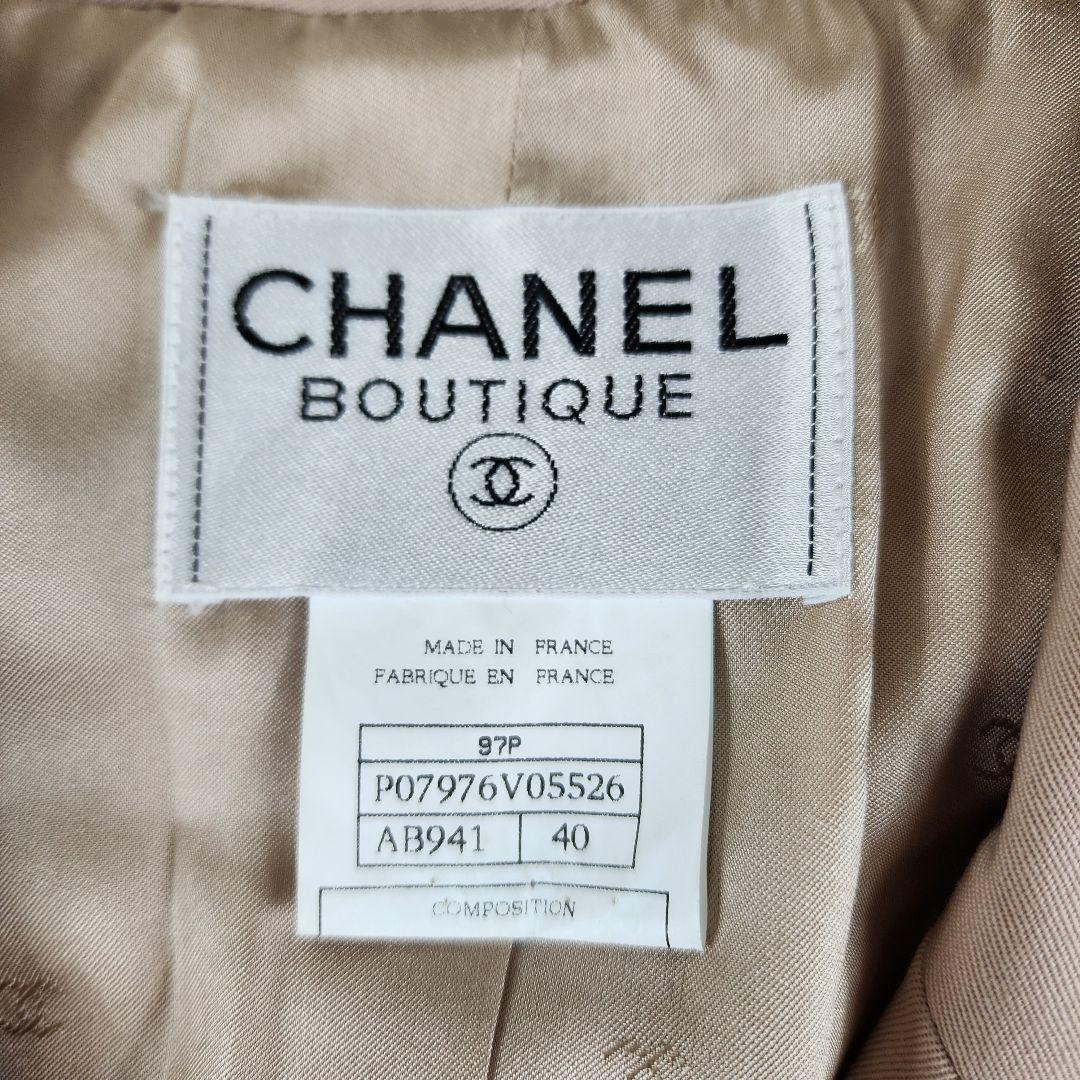 CHANEL
BOUTIQUE
MADE IN FRANCE
FABRIQUE EN FRANCE
97P
P07976V05526
AB941 40
COMPOSITION